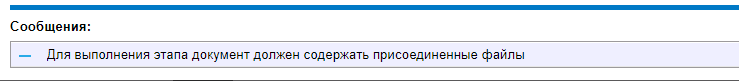 Сообщения:
Для выполнения этапа документ должен содержать присоединенные файлы